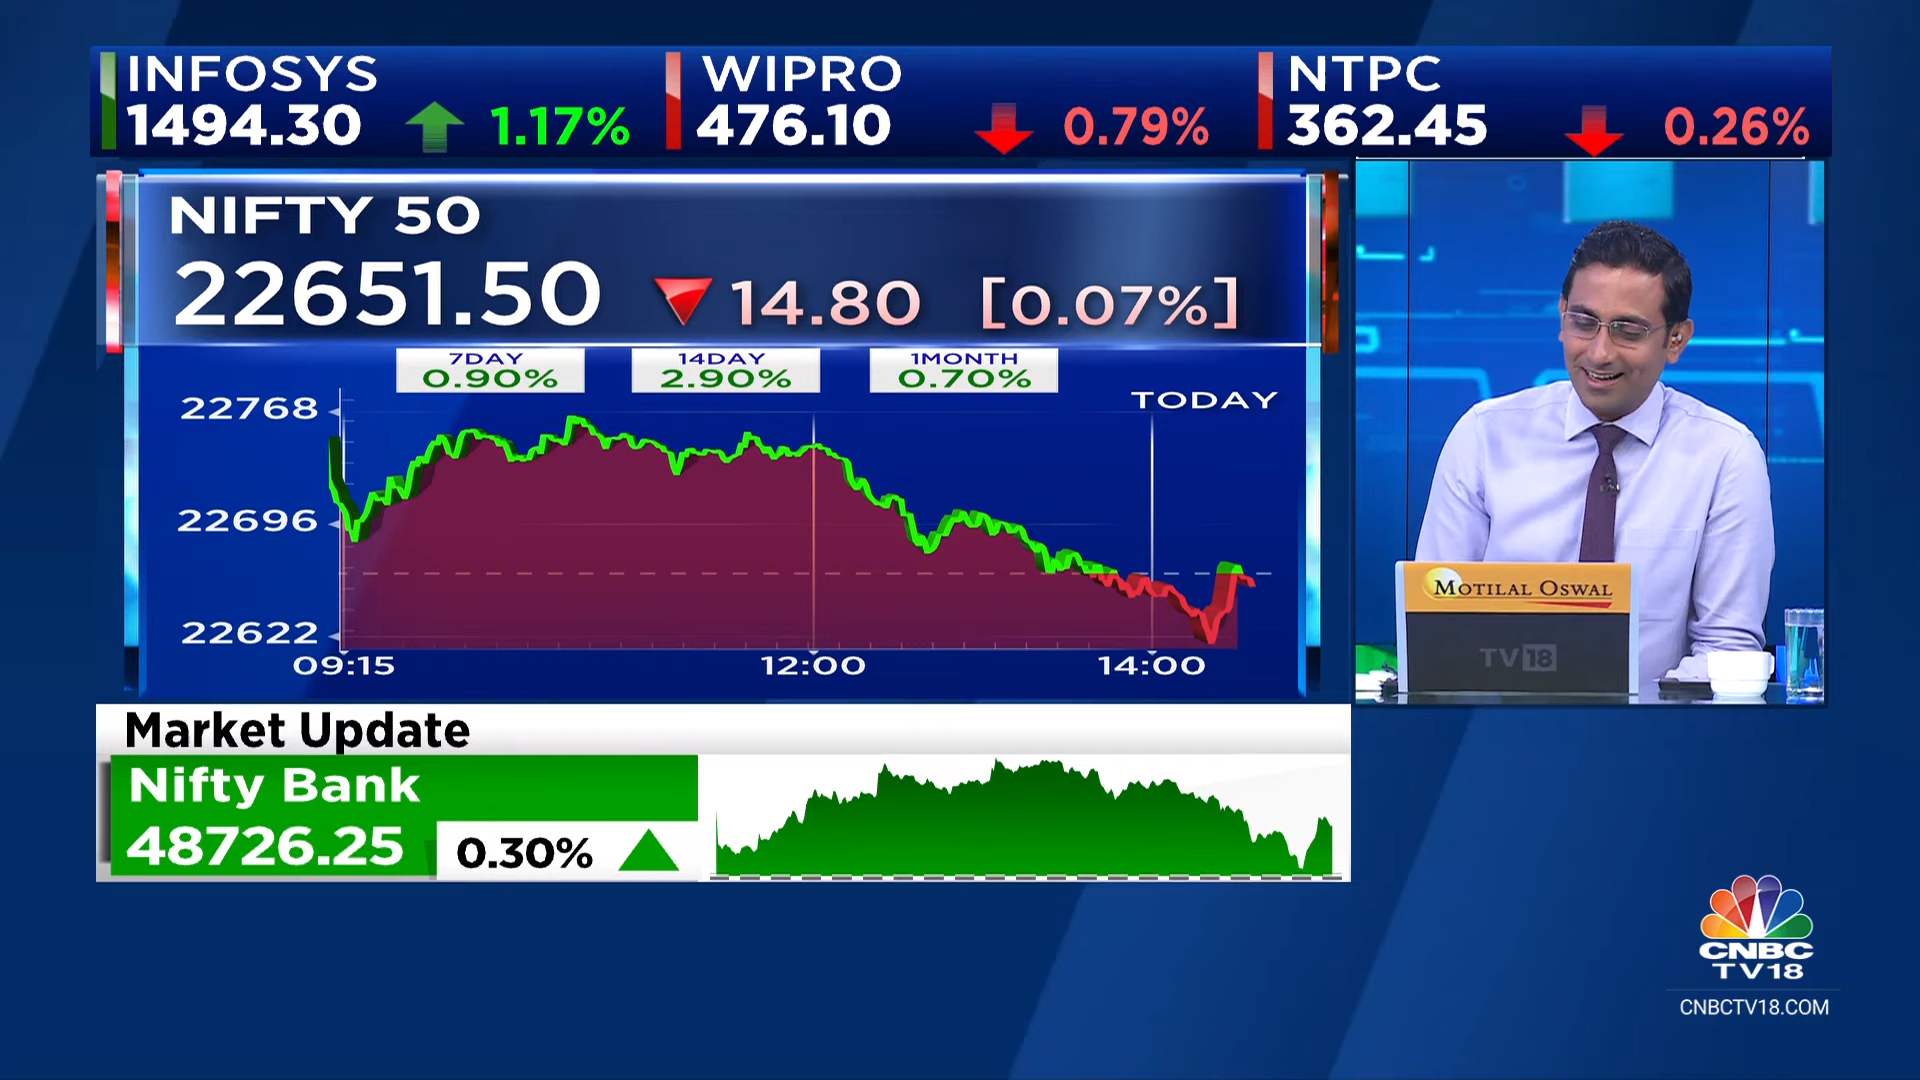 INFOSYS
1494.30 1.17%
WIPRO
476.10 0.79%
NTPC
362.45 0.26%
NIFTY 50
22651.50 14.80 [0.07%]
7DAY
0.90%
14DAY
2.90%
1MONTH
0.70%
TODAY
22768
22696
22622
09:15 12:00 14:00
MOTILAL OSWAL
TV18
Market Update
Nifty Bank
48726.25 0.30%
CNBC
TV18
CNBCTV18.COM